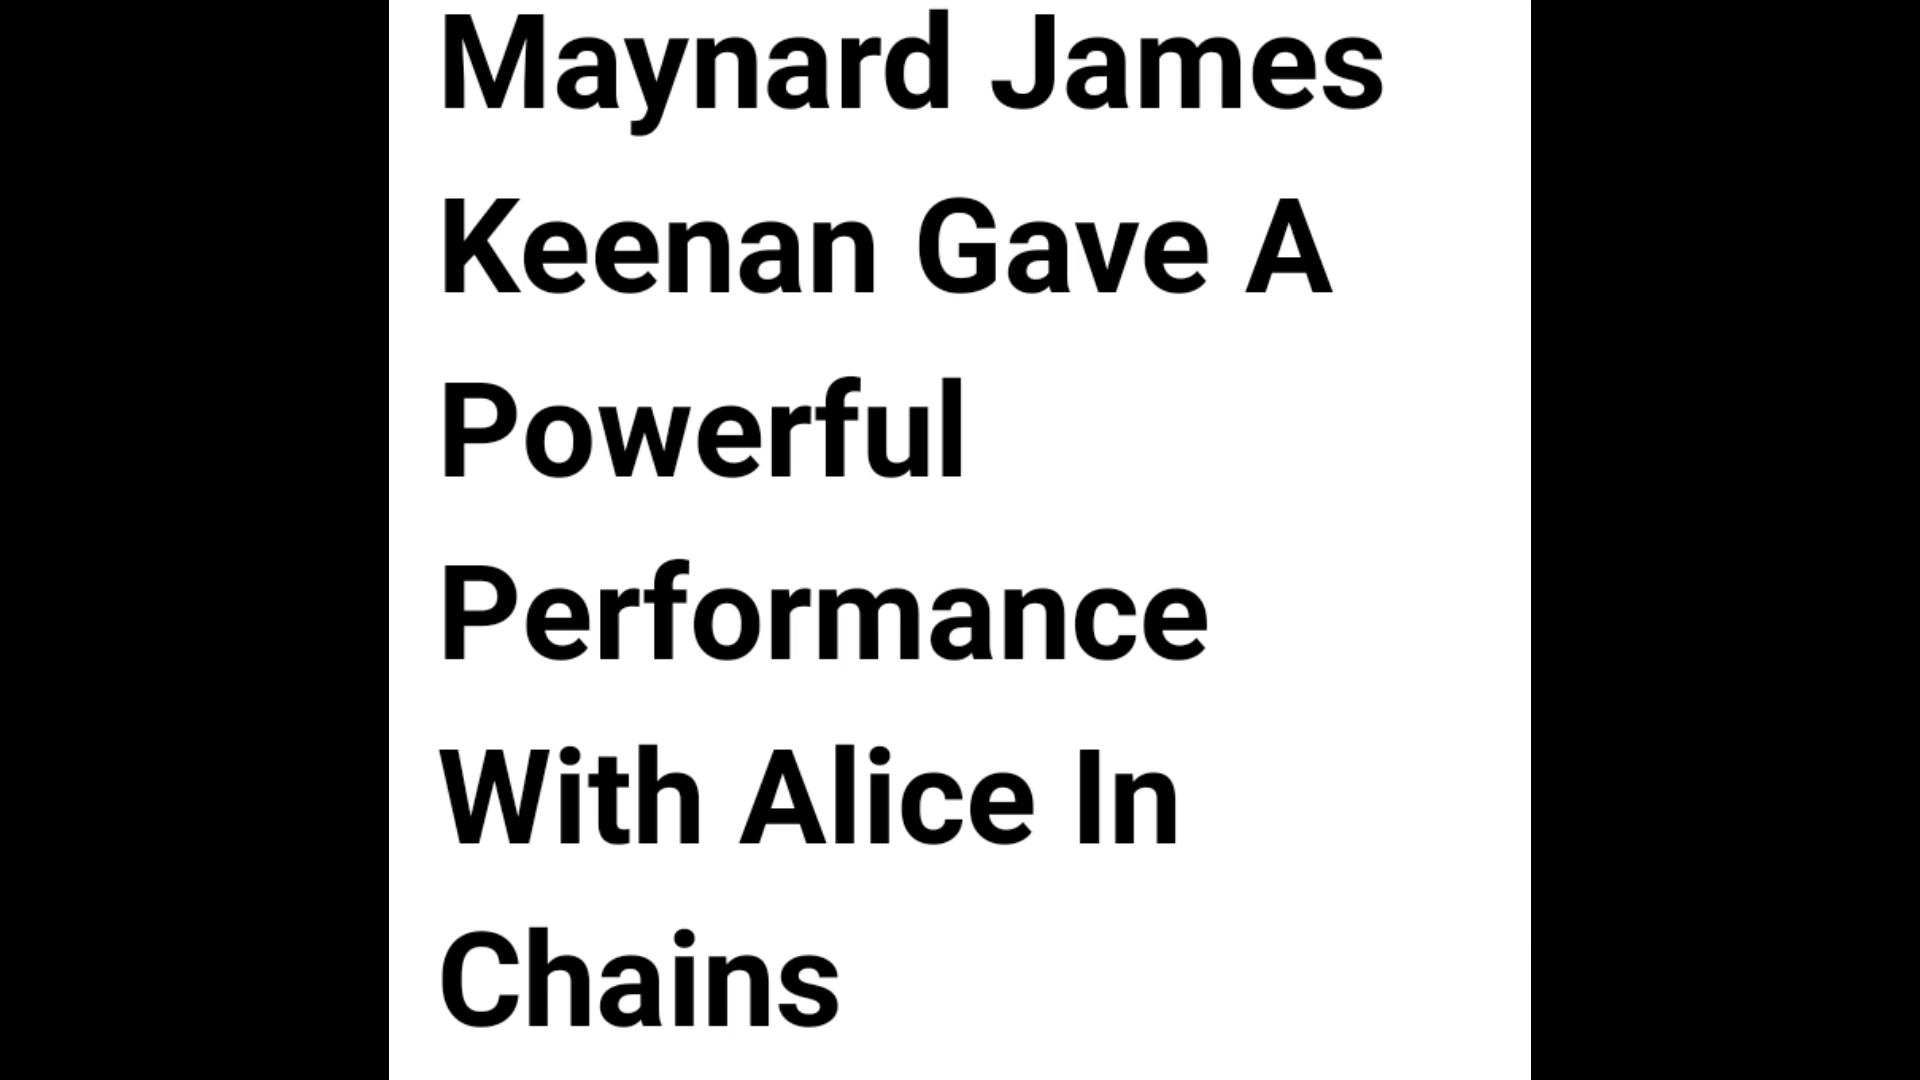 Maynard James
Keenan Gave A
Powerful
Performance
With Alice In
Chains